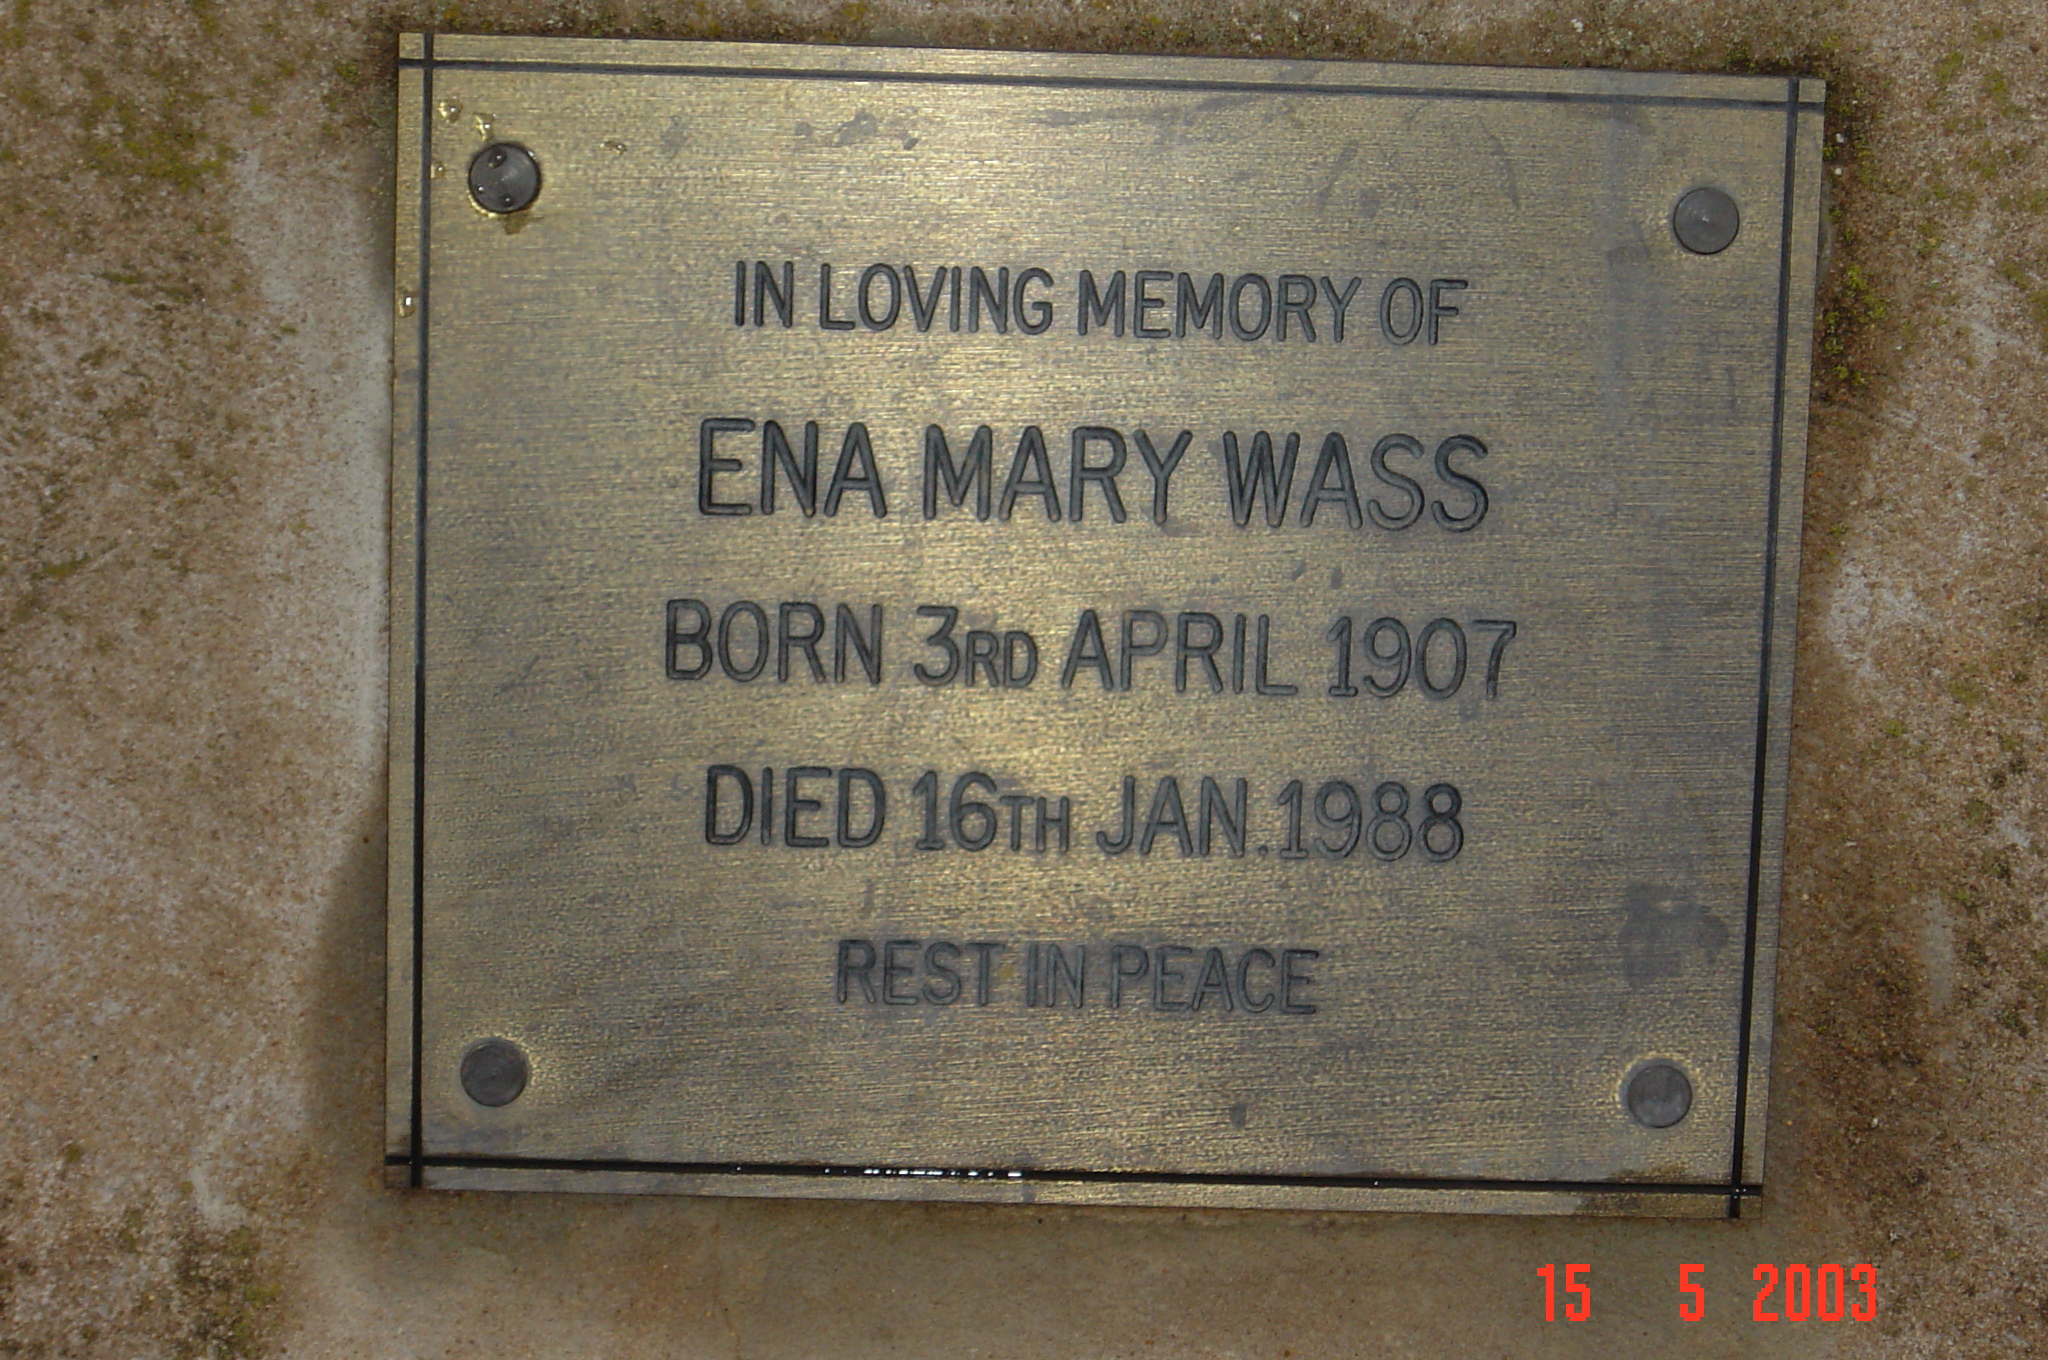 IN LOVING MEMORY OF
ENA MARY WASS
BORN 3RD APRIL 1907
DIED 16TH JAN. 1988
REST IN PEACE
15 5 2003